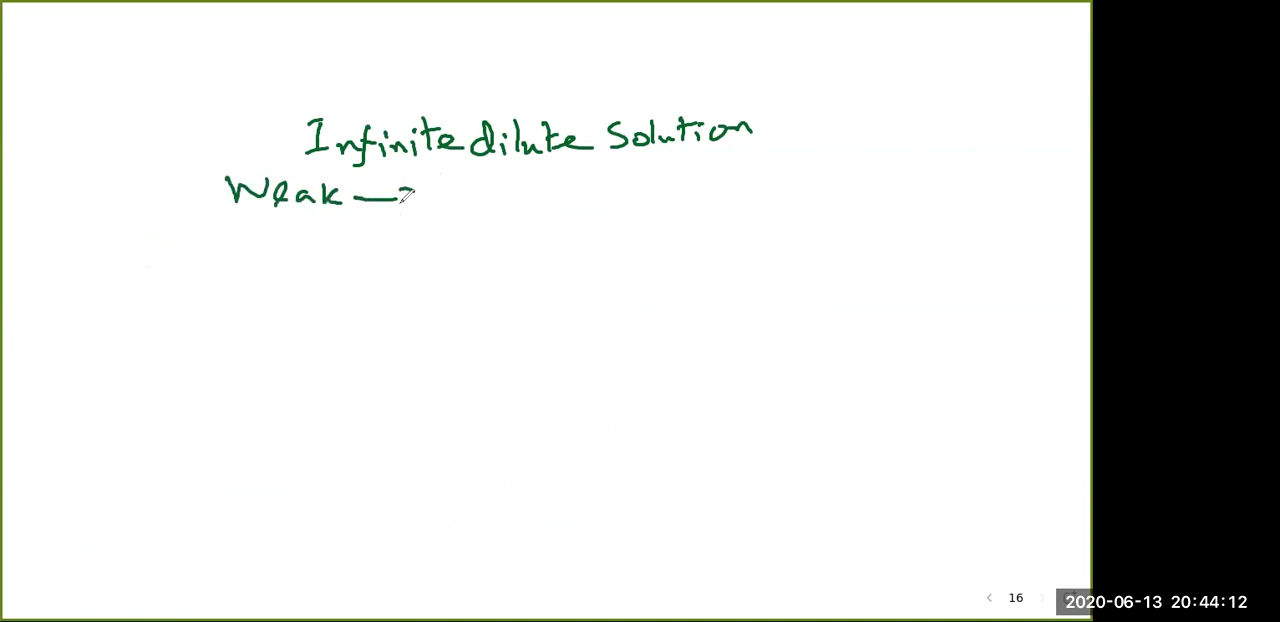 Infinite dilute Solution
Weak →
16
2020-06-13 20:44:12